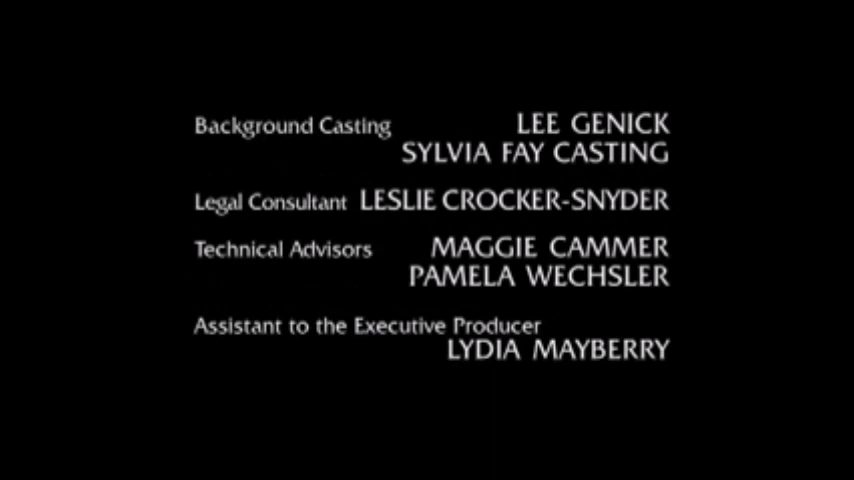 Background Casting LEE GENICK
SYLVIA FAY CASTING
Legal Consultant LESLIE CROCKER-SNYDER
Technical Advisors MAGGIE CAMMER
PAMELA WECHSLER
Assistant to the Executive Producer
LYDIA MAYBERRY